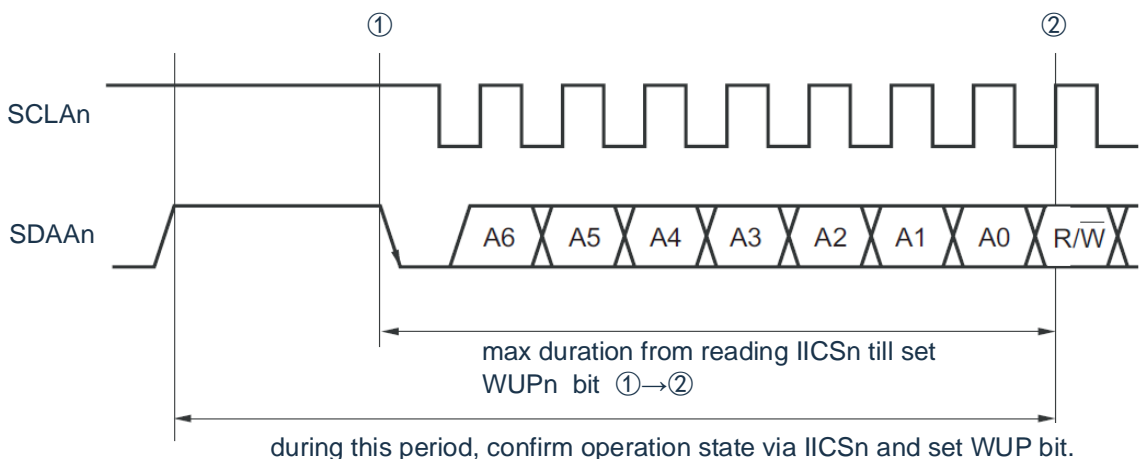 ① ②
SCLAn
SDAAn A6 A5 A4 A3 A2 A1 A0 R/W̅
max duration from reading IICSn till set
WUPn bit ①→②
during this period, confirm operation state via IICSn and set WUP bit.